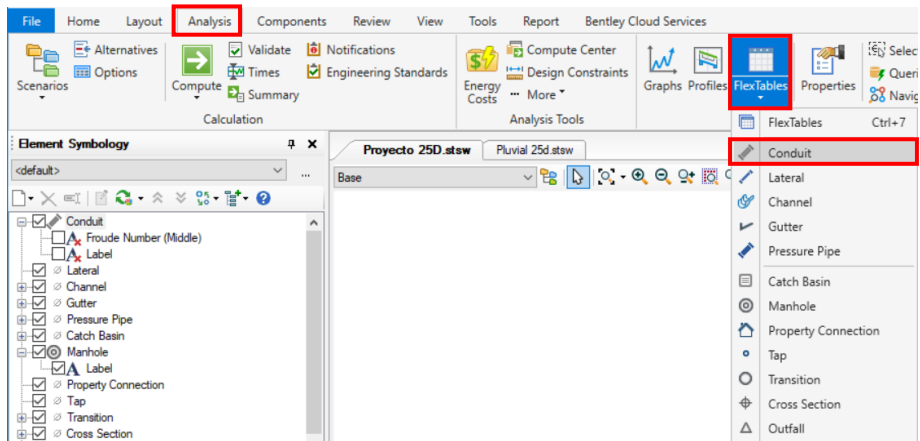 File Home Layout Analysis Components Review View Tools Report Bentley Cloud Services
Scenarios
Alternatives
Options
Compute
Validate
Times
Summary
Notifications
Engineering Standards
Calculation
Energy Costs
Compute Center
Design Constraints
More
Analysis Tools
Graphs
Profiles
FlexTables
Properties
Selec
Queri
Navig
FlexTables Ctrl+7
Conduit
Lateral
Channel
Gutter
Pressure Pipe
Catch Basin
Manhole
Property Connection
Tap
Transition
Cross Section
Outfall
Element Symbology
<default>
...
Conduit
Froude Number (Middle)
Label
Lateral
Channel
Gutter
Pressure Pipe
Catch Basin
Manhole
Label
Property Connection
Tap
Transition
Cross Section
Proyecto 25D.stsw Pluvial 25d.stsw
Base